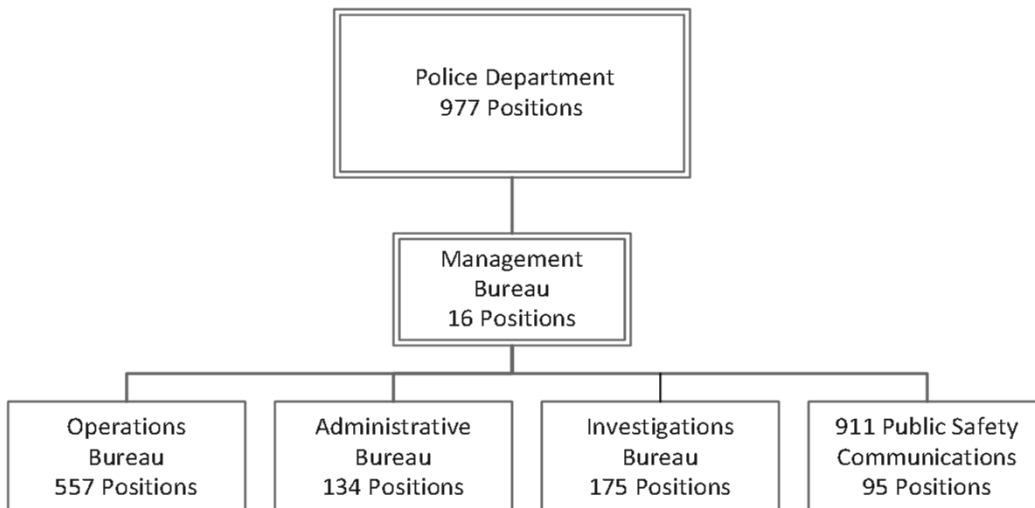 Police Department
977 Positions
Management
Bureau
16 Positions
Operations
Bureau
557 Positions
Administrative
Bureau
134 Positions
Investigations
Bureau
175 Positions
911 Public Safety
Communications
95 Positions